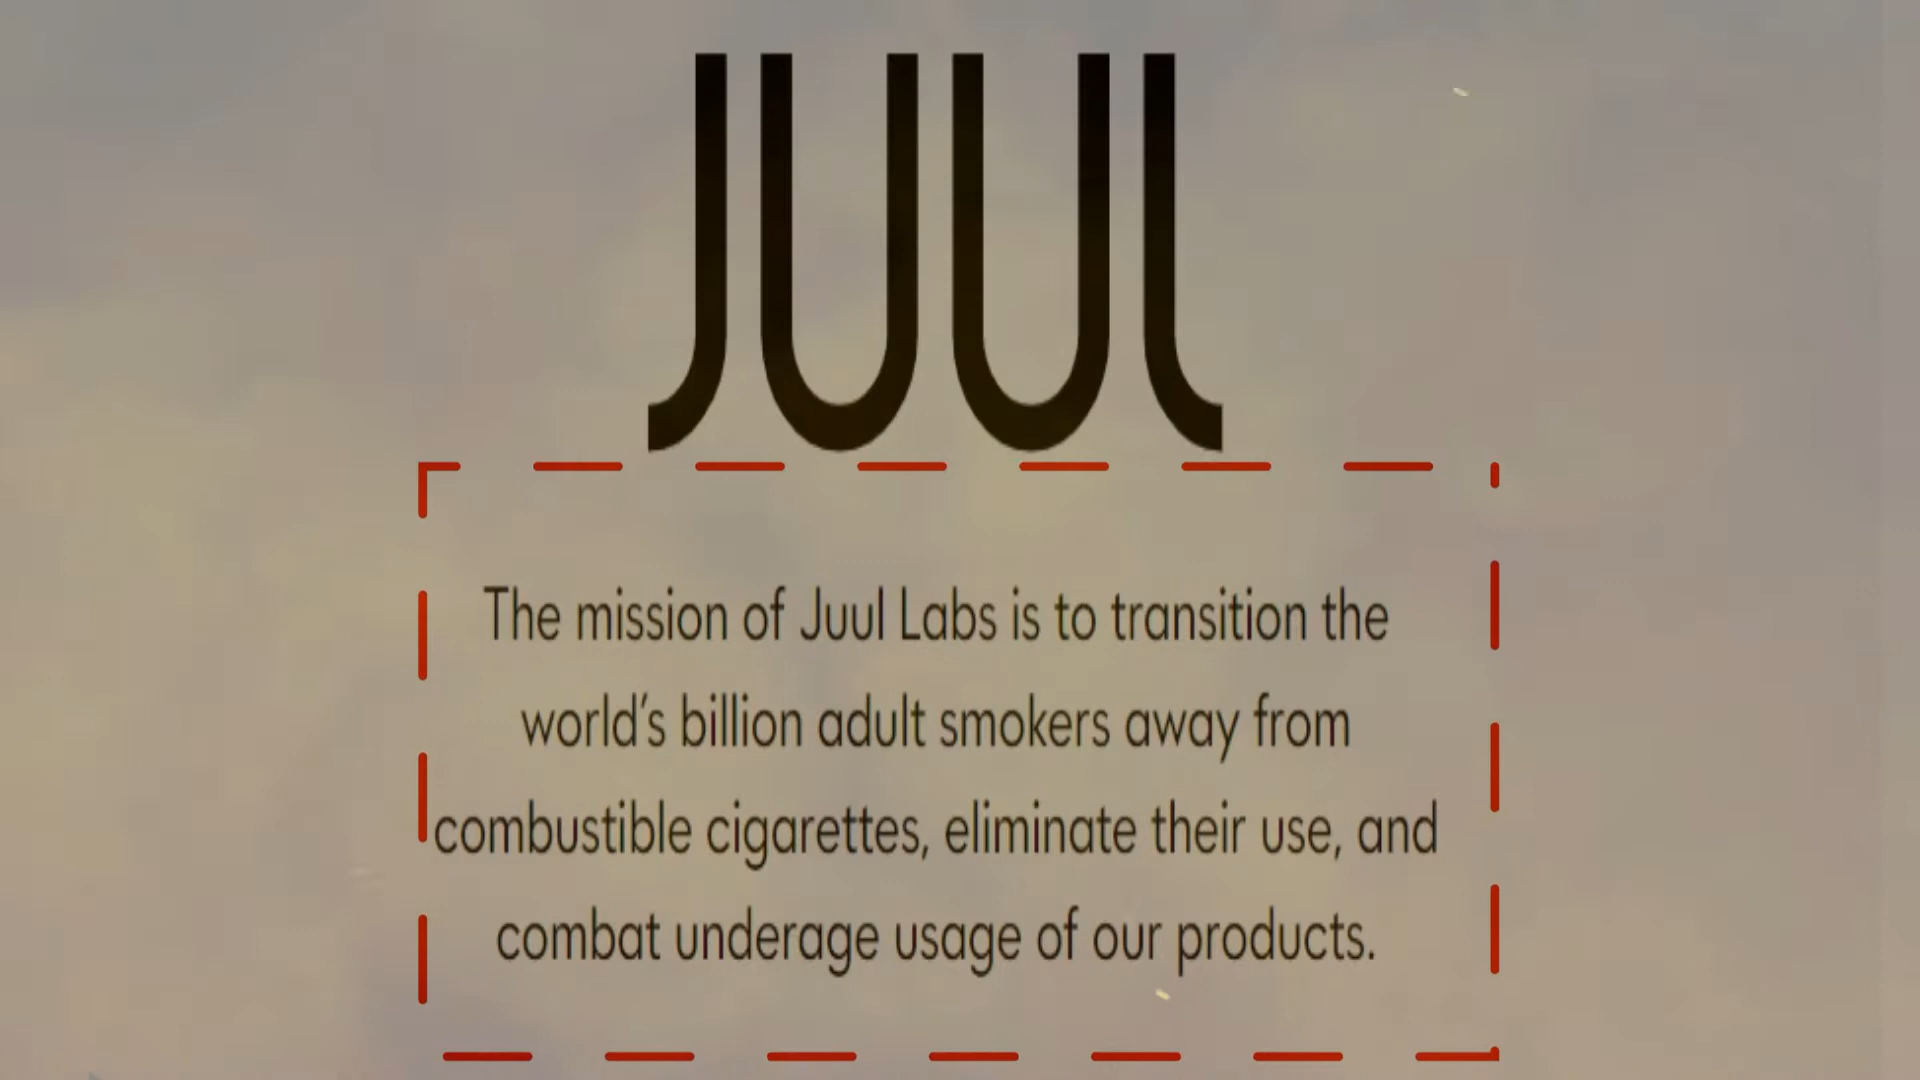 JUUL
The mission of Juul Labs is to transition the
world's billion adult smokers away from
combustible cigarettes, eliminate their use, and
combat underage usage of our products.